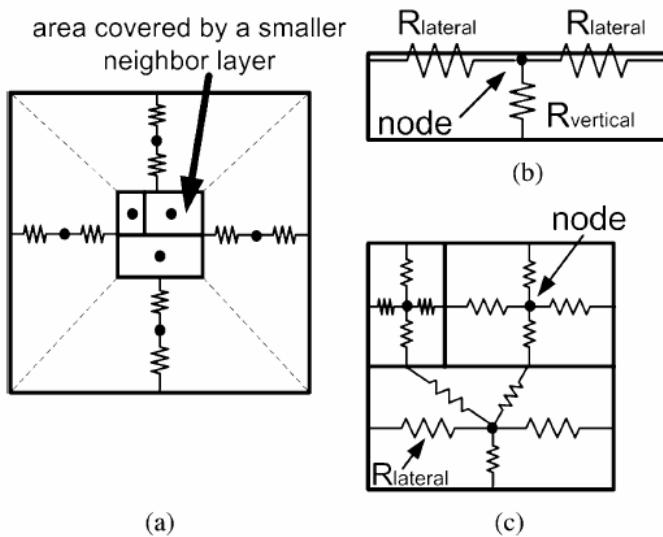 area covered by a smaller
neighbor layer
(a)
Rlateral Rlateral
node
Rvertical
(b)
node
Rlateral
(c)